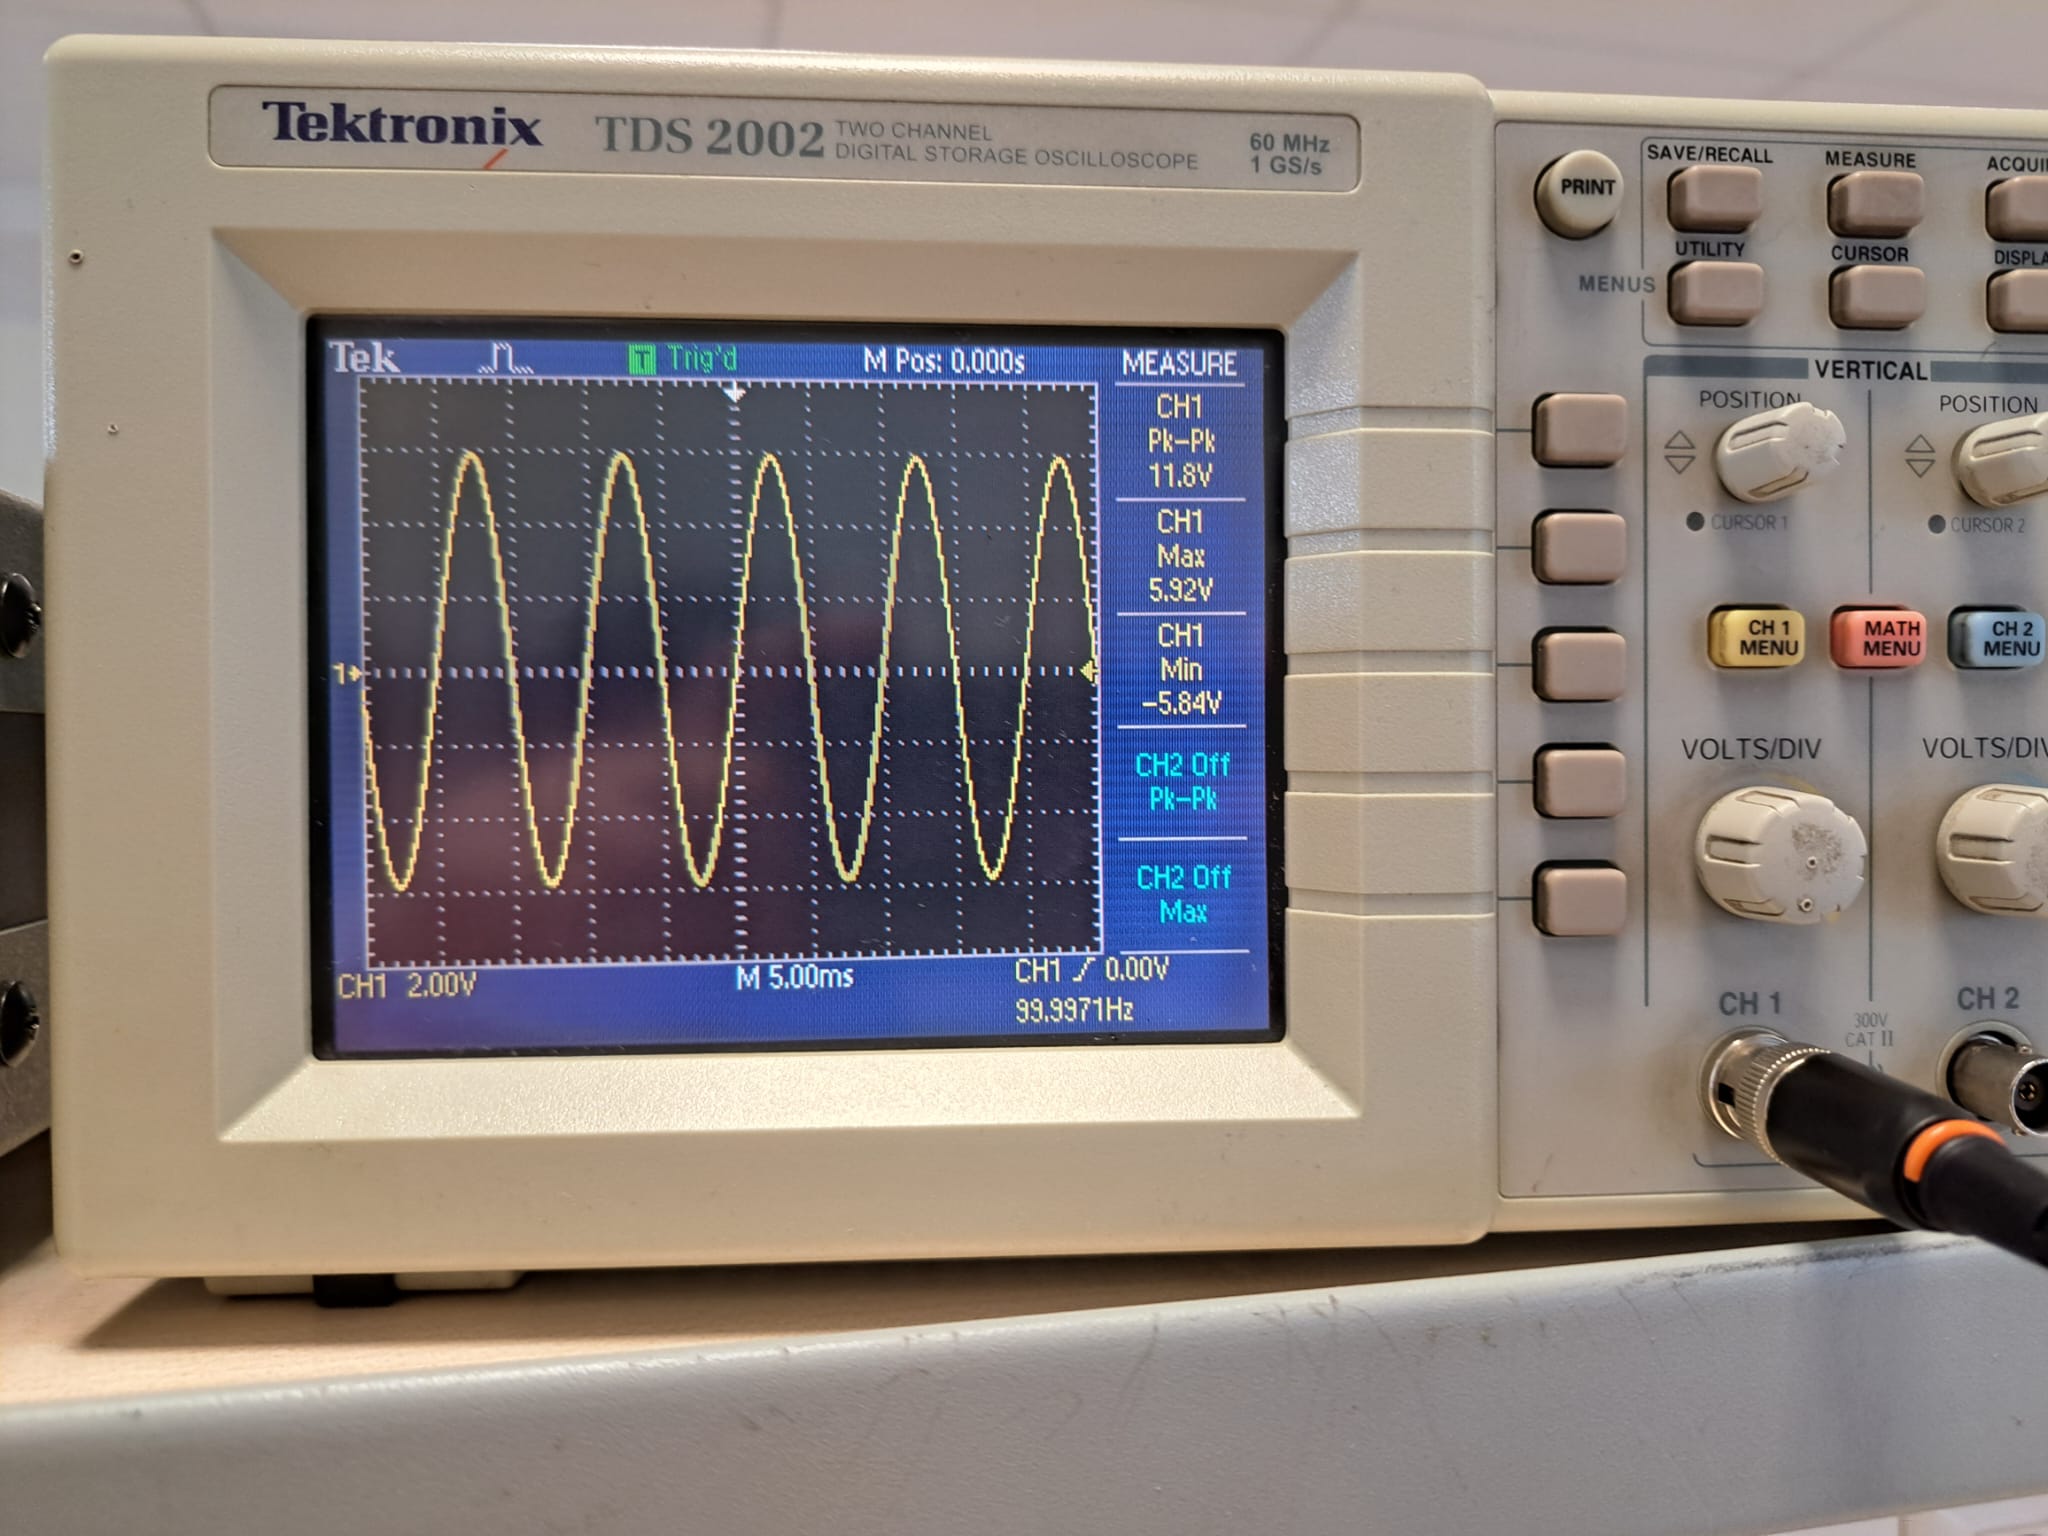 Tektronix TDS 2002 TWO CHANNEL
DIGITAL STORAGE OSCILLOSCOPE
60 MHz
1 GS/s
Tek
T Trig'd
M Pos: 0.000s
MEASURE
CH1
Pk-Pk
11.8V
CH1
Max
5.92V
CH1
Min
-5.84V
CH2 Off
Pk-Pk
CH2 Off
Max
1
CH1 2.00V
M 5.00ms
CH1 0.00V
99.9971Hz
PRINT
SAVE/RECALL
MEASURE
ACQUI
UTILITY
CURSOR
DISPLA
MENUS
VERTICAL
POSITION
POSITION
CURSOR 1
CURSOR 2
CH 1
MENU
MATH
MENU
CH 2
MENU
VOLTS/DIV
VOLTS/DIV
CH 1
300V
CAT II
CH 2